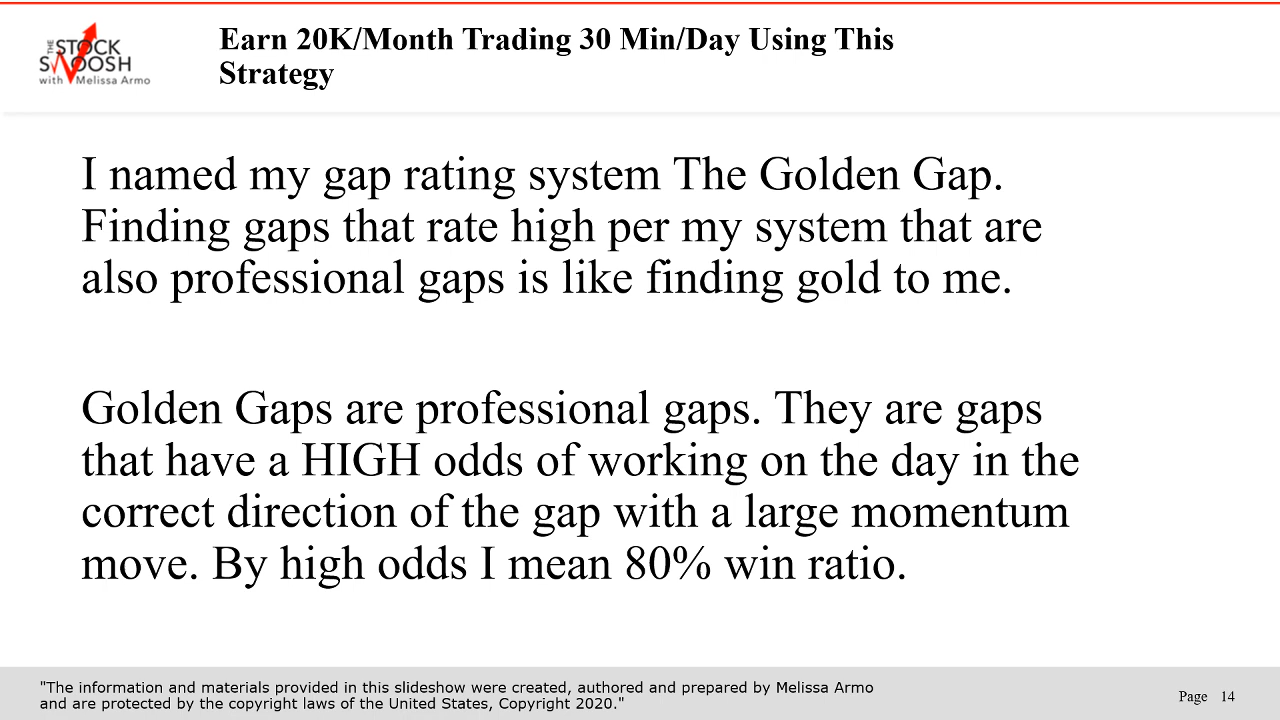 THE
STOCK
SWOOSH
with Melissa Armo
Earn 20K/Month Trading 30 Min/Day Using This
Strategy
I named my gap rating system The Golden Gap.
Finding gaps that rate high per my system that are
also professional gaps is like finding gold to me.
Golden Gaps are professional gaps. They are gaps
that have a HIGH odds of working on the day in the
correct direction of the gap with a large momentum
move. By high odds I mean 80% win ratio.
"The information and materials provided in this slideshow were created, authored and prepared by Melissa Armo
and are protected by the copyright laws of the United States, Copyright 2020."
Page 14